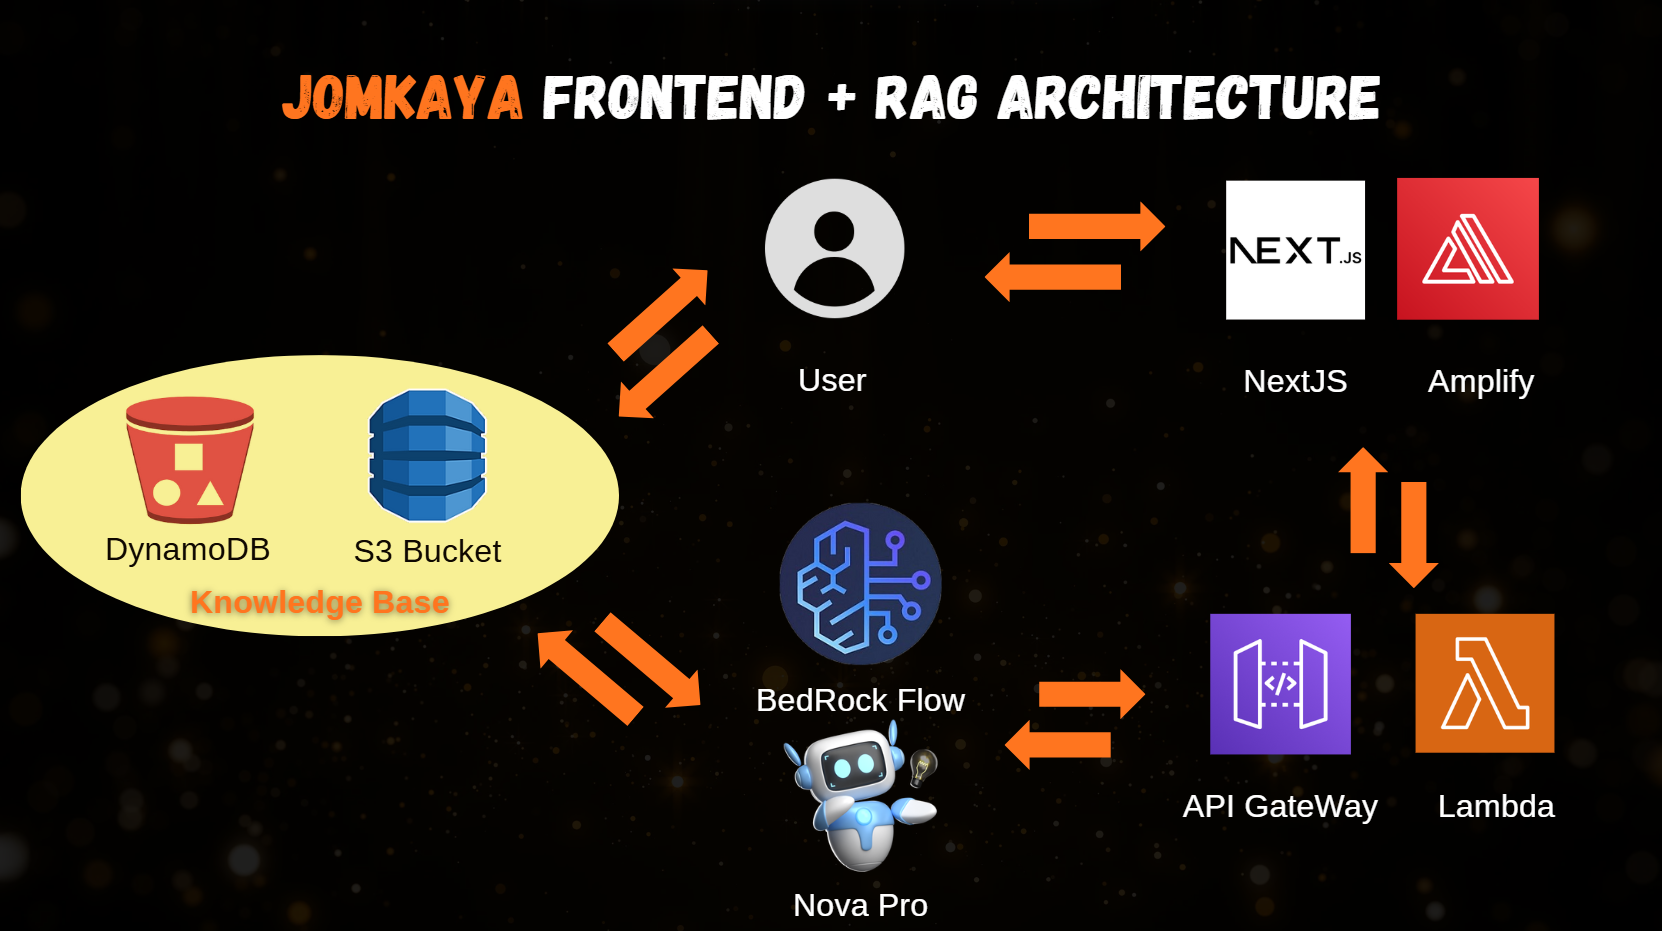 JOMKAYA FRONTEND + RAG ARCHITECTURE
NEXT.JS
User
NextJS
Amplify
DynamoDB
S3 Bucket
Knowledge Base
</>
BedRock Flow
API GateWay
Lambda
Nova Pro